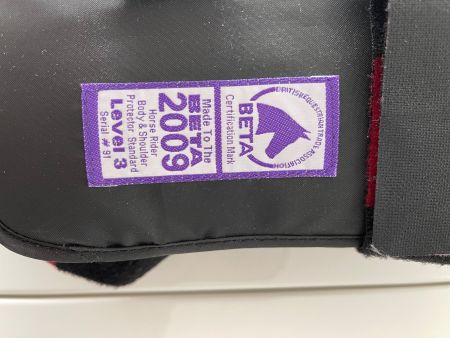 Made To The
BETA
2009
Horse Rider
Body & Shoulder
Protector Standard
Level 3
Serial # 91
BRITISH EQUESTRIAN TRADE ASSOCIATION
BETA
Certification Mark